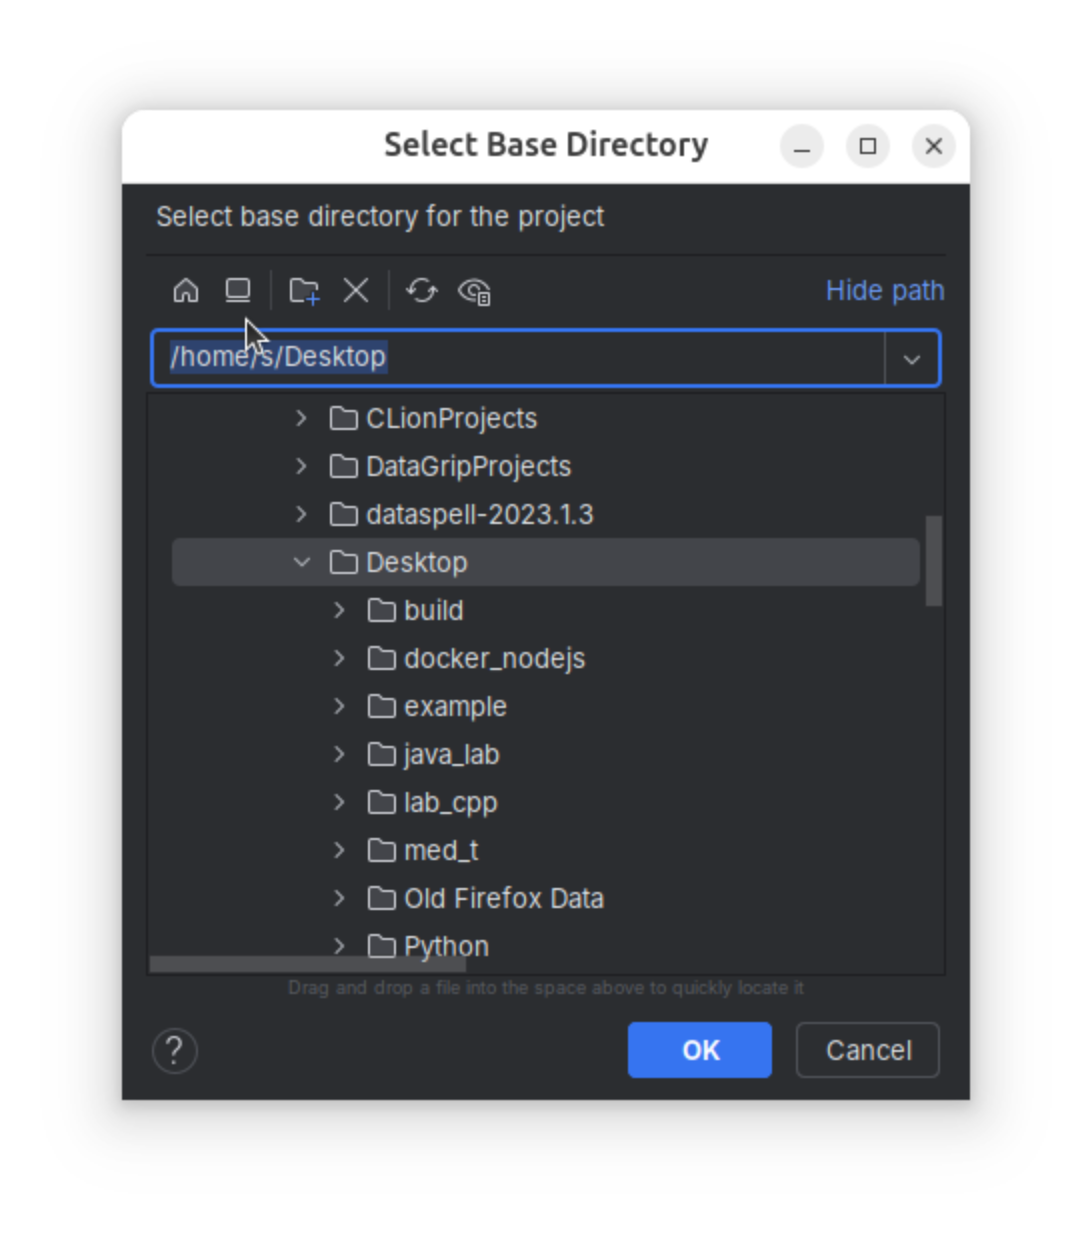 Select Base Directory
Select base directory for the project
Hide path
/home/s/Desktop
CLionProjects
DataGripProjects
dataspell-2023.1.3
Desktop
build
docker_nodejs
example
java_lab
lab_cpp
med_t
Old Firefox Data
Python
Drag and drop a file into the space above to quickly locate it
?
OK
Cancel